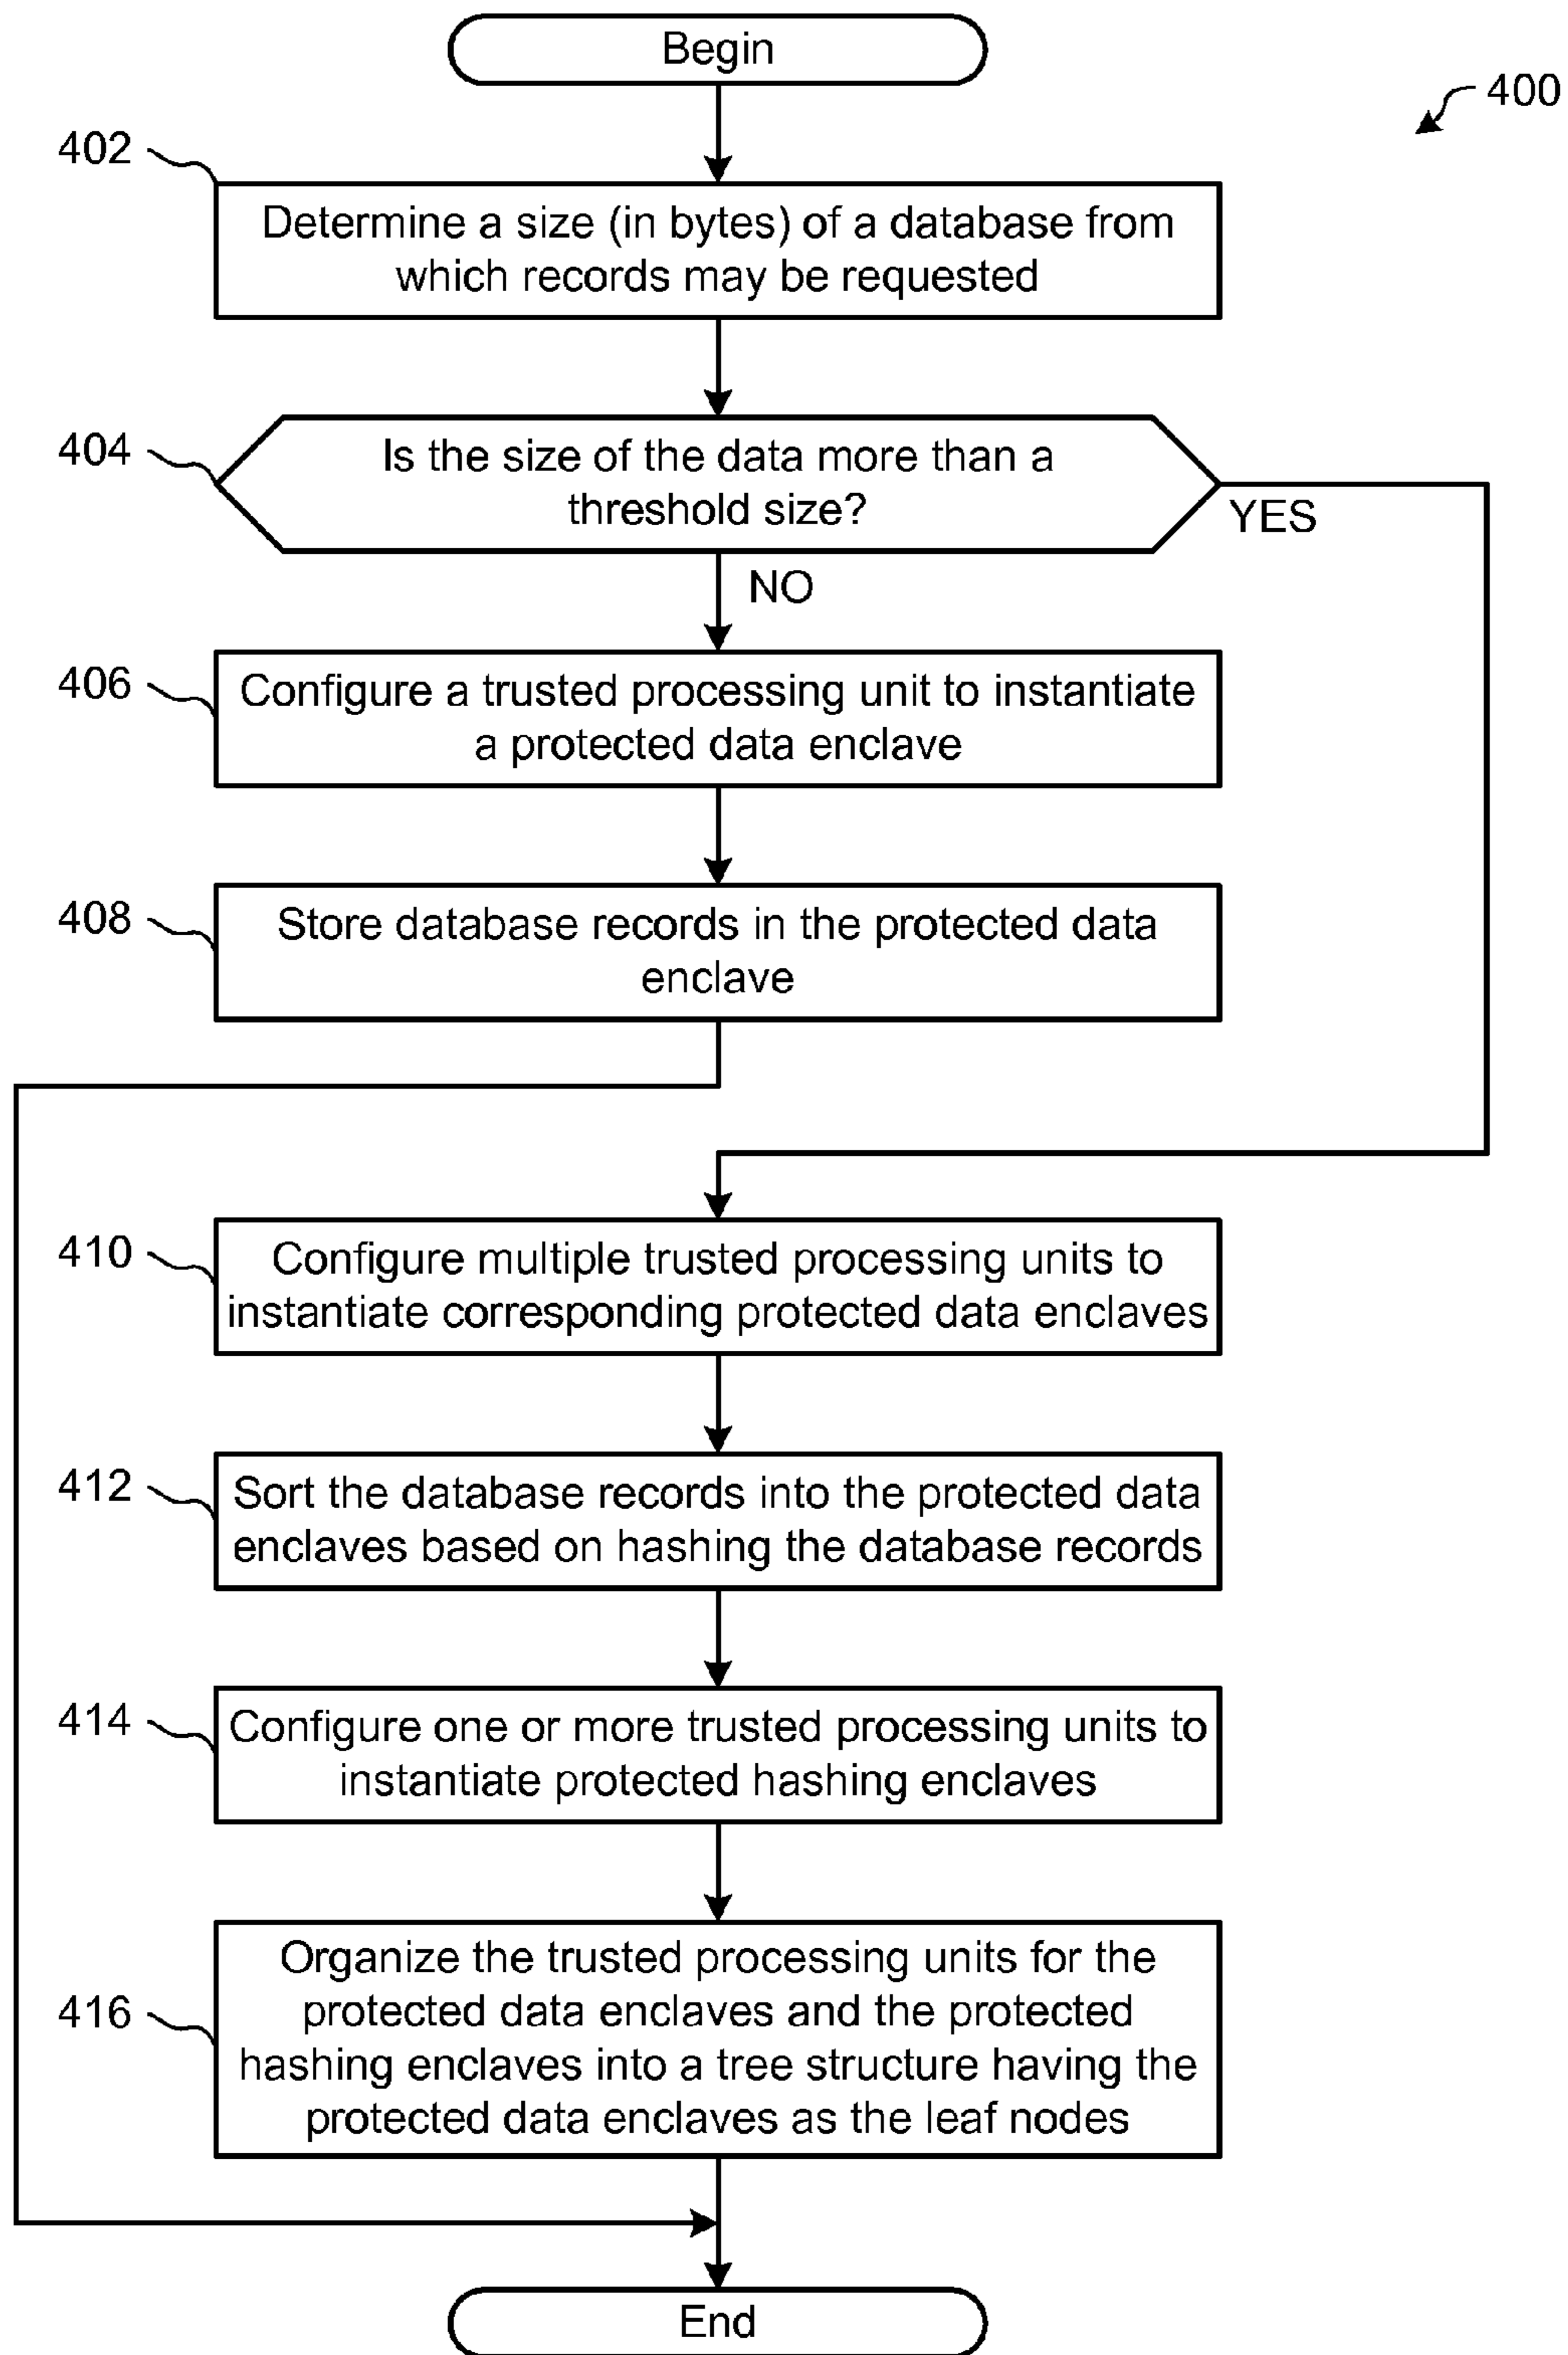 Begin
400
402
Determine a size (in bytes) of a database from
which records may be requested
404
Is the size of the data more than a
threshold size?
YES
NO
406
Configure a trusted processing unit to instantiate
a protected data enclave
408
Store database records in the protected data
enclave
410
Configure multiple trusted processing units to
instantiate corresponding protected data enclaves
412
Sort the database records into the protected data
enclaves based on hashing the database records
414
Configure one or more trusted processing units to
instantiate protected hashing enclaves
416
Organize the trusted processing units for the
protected data enclaves and the protected
hashing enclaves into a tree structure having the
protected data enclaves as the leaf nodes
End